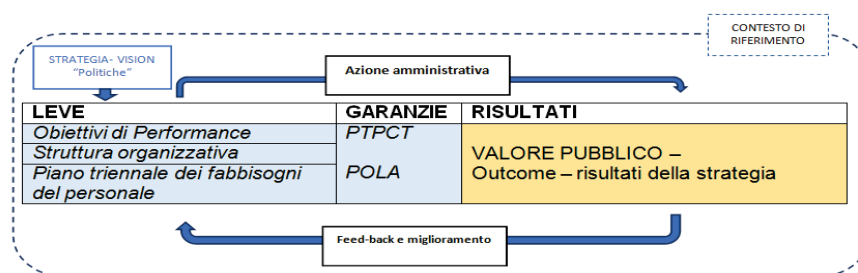 CONTESTO DI
RIFERIMENTO
STRATEGIA- VISION
“Politiche”
Azione amministrativa
LEVE GARANZIE RISULTATI
Obiettivi di Performance PTPCT
Struttura organizzativa
VALORE PUBBLICO –
Piano triennale dei fabbisogni POLA Outcome – risultati della strategia
del personale
Feed-back e miglioramento